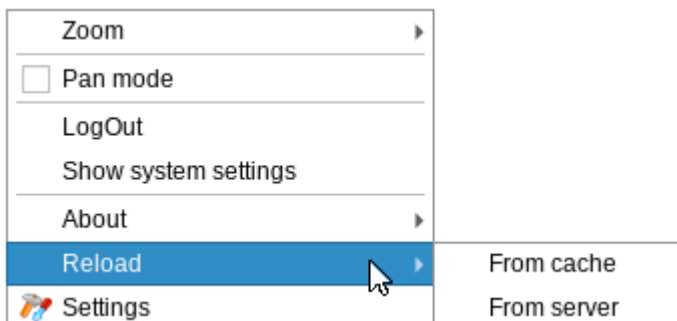 Zoom
Pan mode
LogOut
Show system settings
About
Reload
From cache
Settings
From server